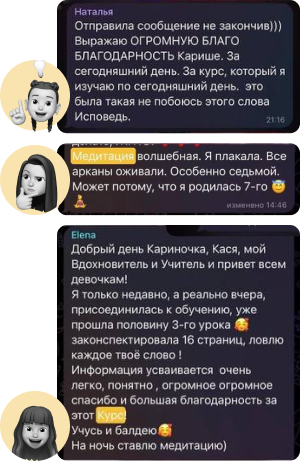 Наталья
Отправила сообщение не закончив)))
Выражаю ОГРОМНУЮ БЛАГО
БЛАГОДАРНОСТЬ Карише. За
сегодняшний день. За курс, который я
изучаю по сегодняшний день. это
была такая не побоюсь этого слова
Исповедь.
21:16
Медитация волшебная. Я плакала. Все
арканы оживали. Особенно седьмой.
Может потому, что я родилась 7-го 😇
🧘
изменено 14:46
Elena
Добрый день Кариночка, Кася, мой
Вдохновитель и Учитель и привет всем
девочкам!
Я только недавно, а реально вчера,
присоединилась к обучению, уже
прошла половину 3-го урока 🥰
законспектировала 16 страниц, ловлю
каждое твоё слово !
Информация усваивается очень
легко, понятно , огромное огромное
спасибо и большая благодарность за
этот Курс!
Учусь и балдею🥰
На ночь ставлю медитацию)